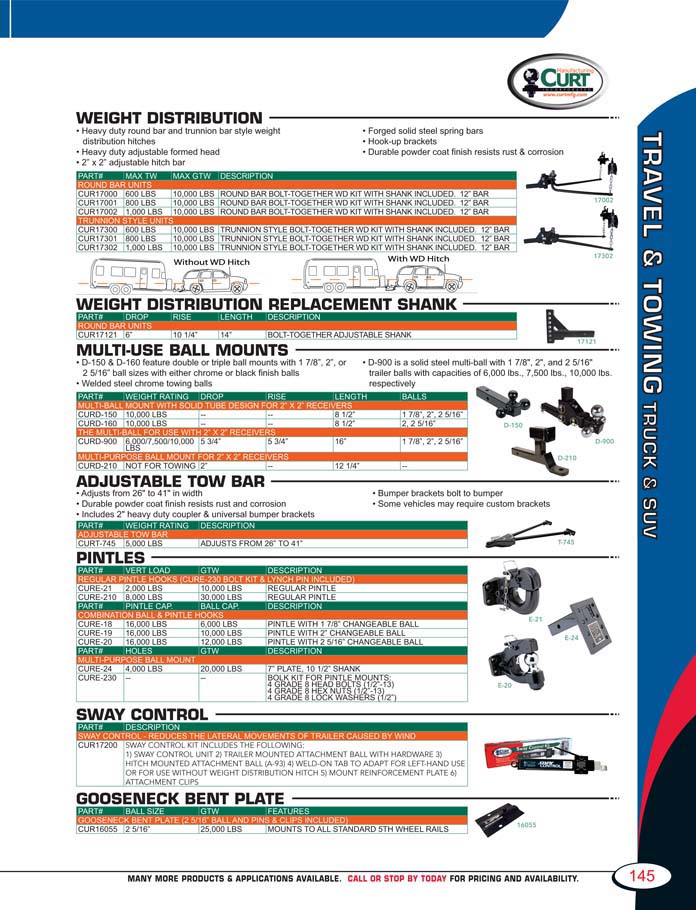 Manufacturing
CURT
INCORPORATED
www.curtmfg.com
WEIGHT DISTRIBUTION
• Heavy duty round bar and trunnion bar style weight
distribution hitches
• Heavy duty adjustable formed head
• 2" x 2" adjustable hitch bar
• Forged solid steel spring bars
• Hook-up brackets
• Durable powder coat finish resists rust & corrosion
PART# MAX TW MAX GTW DESCRIPTION
ROUND BAR UNITS
CUR17000 600 LBS 10,000 LBS ROUND BAR BOLT-TOGETHER WD KIT WITH SHANK INCLUDED. 12" BAR
CUR17001 800 LBS 10,000 LBS ROUND BAR BOLT-TOGETHER WD KIT WITH SHANK INCLUDED. 12" BAR
CUR17002 1,000 LBS 10,000 LBS ROUND BAR BOLT-TOGETHER WD KIT WITH SHANK INCLUDED. 12" BAR
TRUNNION STYLE UNITS
CUR17300 600 LBS 10,000 LBS TRUNNION STYLE BOLT-TOGETHER WD KIT WITH SHANK INCLUDED. 12" BAR
CUR17301 800 LBS 10,000 LBS TRUNNION STYLE BOLT-TOGETHER WD KIT WITH SHANK INCLUDED. 12" BAR
CUR17302 1,000 LBS 10,000 LBS TRUNNION STYLE BOLT-TOGETHER WD KIT WITH SHANK INCLUDED. 12" BAR
17002
17302
Without WD Hitch
With WD Hitch
WEIGHT DISTRIBUTION REPLACEMENT SHANK
PART# DROP RISE LENGTH DESCRIPTION
ROUND BAR UNITS
CUR17121 6" 10 1/4" 14" BOLT-TOGETHER ADJUSTABLE SHANK
17121
MULTI-USE BALL MOUNTS
• D-150 & D-160 feature double or triple ball mounts with 1 7/8", 2", or
2 5/16" ball sizes with either chrome or black finish balls
• Welded steel chrome towing balls
• D-900 is a solid steel multi-ball with 1 7/8", 2", and 2 5/16"
trailer balls with capacities of 6,000 lbs., 7,500 lbs., 10,000 lbs.
respectively
PART# WEIGHT RATING DROP RISE LENGTH BALLS
MULTI-BALL MOUNT WITH SOLID TUBE DESIGN FOR 2" X 2" RECEIVERS
CURD-150 10,000 LBS -- -- 8 1/2" 1 7/8", 2", 2 5/16"
CURD-160 10,000 LBS -- -- 8 1/2" 2, 2 5/16"
THE MULTI-BALL FOR USE WITH 2" X 2" RECEIVERS
CURD-900 6,000/7,500/10,000 LBS 5 3/4" 5 3/4" 16" 1 7/8", 2", 2 5/16"
MULTI-PURPOSE BALL MOUNT FOR 2" X 2" RECEIVERS
CURD-210 NOT FOR TOWING 2" -- 12 1/4" --
D-150
D-900
D-210
ADJUSTABLE TOW BAR
• Adjusts from 26" to 41" in width
• Durable powder coat finish resists rust and corrosion
• Includes 2" heavy duty coupler & universal bumper brackets
• Bumper brackets bolt to bumper
• Some vehicles may require custom brackets
PART# WEIGHT RATING DESCRIPTION
ADJUSTABLE TOW BAR
CURT-745 5,000 LBS ADJUSTS FROM 26" TO 41"
T-745
PINTLES
PART# VERT LOAD GTW DESCRIPTION
REGULAR PINTLE HOOKS (CURE-230 BOLT KIT & LYNCH PIN INCLUDED)
CURE-21 2,000 LBS 10,000 LBS REGULAR PINTLE
CURE-210 8,000 LBS 30,000 LBS REGULAR PINTLE
PART# PINTLE CAP. BALL CAP. DESCRIPTION
COMBINATION BALL & PINTLE HOOKS
CURE-18 16,000 LBS 6,000 LBS PINTLE WITH 1 7/8" CHANGEABLE BALL
CURE-19 16,000 LBS 10,000 LBS PINTLE WITH 2" CHANGEABLE BALL
CURE-20 16,000 LBS 12,000 LBS PINTLE WITH 2 5/16" CHANGEABLE BALL
PART# HOLES GTW DESCRIPTION
MULTI-PURPOSE BALL MOUNT
CURE-24 4,000 LBS 20,000 LBS 7" PLATE, 10 1/2" SHANK
CURE-230 -- -- BOLK KIT FOR PINTLE MOUNTS;
4 GRADE 8 HEAD BOLTS (1/2"-13)
4 GRADE 8 HEX NUTS (1/2"-13)
4 GRADE 8 LOCK WASHERS (1/2")
E-21
E-24
E-20
SWAY CONTROL
PART# DESCRIPTION
SWAY CONTROL - REDUCES THE LATERAL MOVEMENTS OF TRAILER CAUSED BY WIND
CUR17200 SWAY CONTROL KIT INCLUDES THE FOLLOWING;
1) SWAY CONTROL UNIT 2) TRAILER MOUNTED ATTACHMENT BALL WITH HARDWARE 3)
HITCH MOUNTED ATTACHMENT BALL (A-93) 4) WELD-ON TAB TO ADAPT FOR LEFT-HAND USE
OR FOR USE WITHOUT WEIGHT DISTRIBUTION HITCH 5) MOUNT REINFORCEMENT PLATE 6)
ATTACHMENT CLIPS
GOOSENECK BENT PLATE
PART# BALL SIZE GTW FEATURES
GOOSENECK BENT PLATE (2 5/16" BALL AND PINS & CLIPS INCLUDED)
CUR16055 2 5/16" 25,000 LBS MOUNTS TO ALL STANDARD 5TH WHEEL RAILS
16055
TRAVEL & TOWING TRUCK & SUV
MANY MORE PRODUCTS & APPLICATIONS AVAILABLE. CALL OR STOP BY TODAY FOR PRICING AND AVAILABILITY.
145